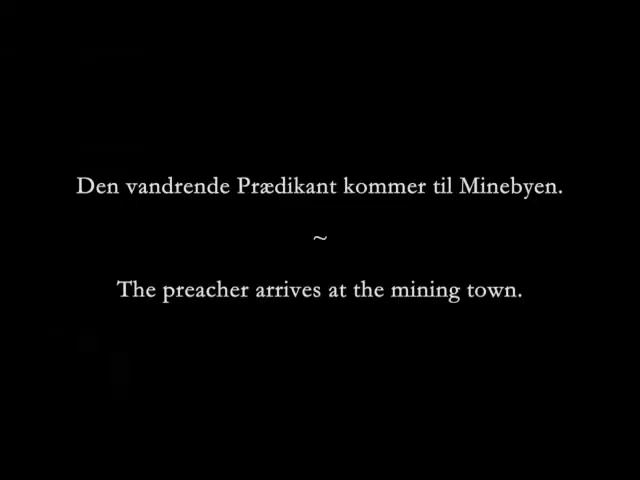 Den vandrende Prædikant kommer til Minebyen.
~
The preacher arrives at the mining town.